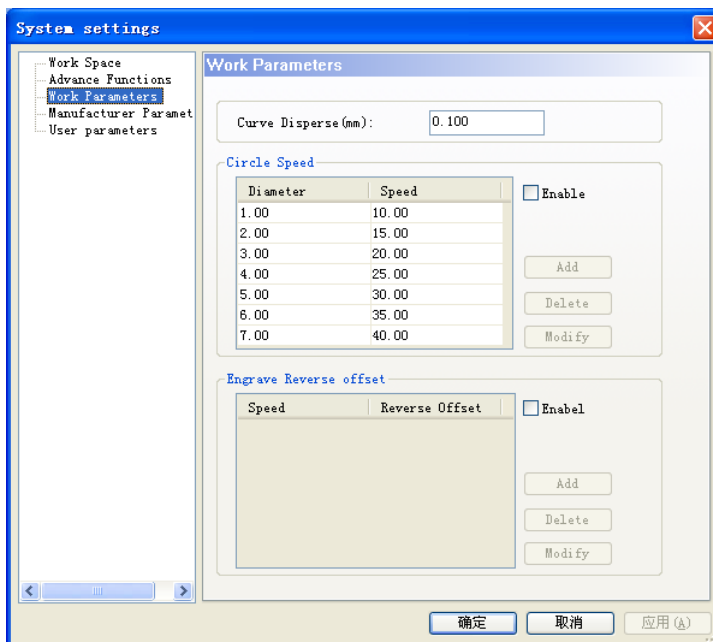 System settings
Work Space
Advance Functions
Work Parameters
Manufacturer Paramet
User parameters
Work Parameters
Curve Disperse(mm):
0.100
Circle Speed
Diameter Speed
1.00 10.00
2.00 15.00
3.00 20.00
4.00 25.00
5.00 30.00
6.00 35.00
7.00 40.00
Enable
Add
Delete
Modify
Engrave Reverse offset
Speed Reverse Offset
Enabel
Add
Delete
Modify
确定 取消 应用(A)